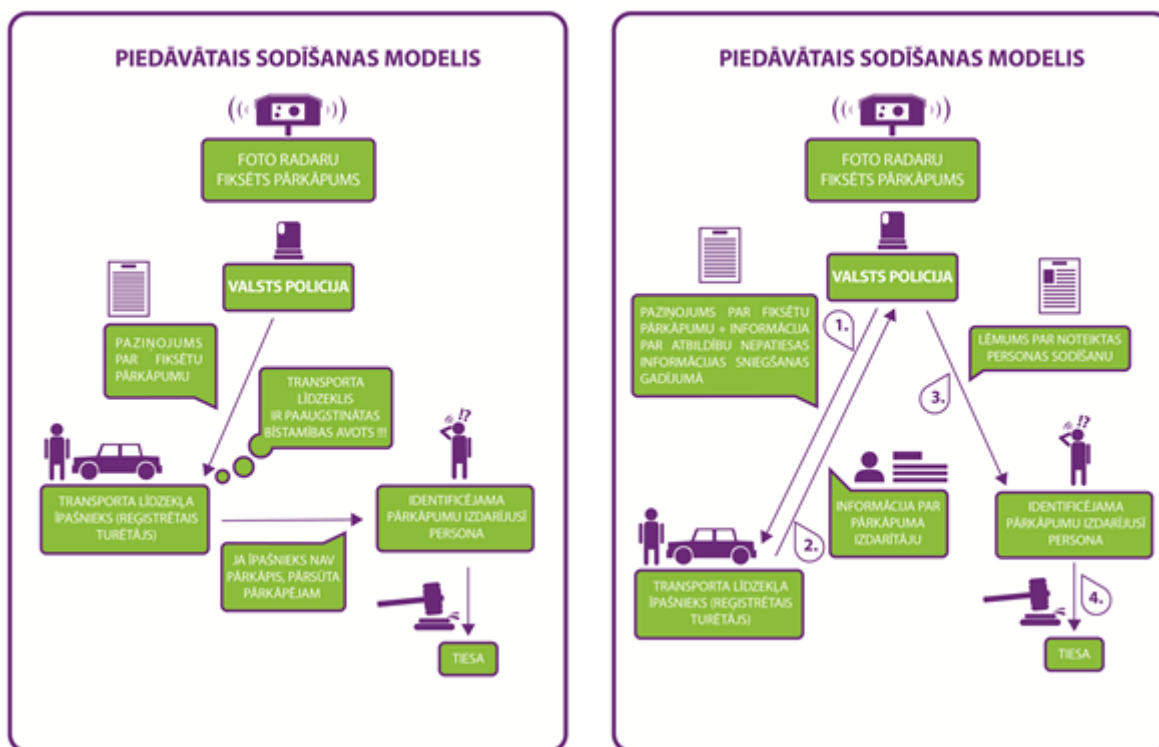 PIEDĀVĀTAIS SODĪŠANAS MODELIS
FOTO RADARU
FIKSĒTS PĀRKĀPUMS
VALSTS POLICIJA
PAZIŅOJUMS
PAR FIKSĒTU
PĀRKĀPUMU
TRANSPORTA
LĪDZEKLIS
IR PAAUGSTINĀTAS
BĪSTAMĪBAS AVOTS !!!
!?
TRANSPORTA LĪDZEKĻA
ĪPAŠNIEKS (REĢISTRĒTAIS
TURĒTĀJS)
IDENTIFICĒJAMA
PĀRKĀPUMU IZDARĪJUSĪ
PERSONA
JA ĪPAŠNIEKS NAV
PĀRKĀPIS, PĀRSŪTA
PĀRKĀPĒJAM
TIESA
PIEDĀVĀTAIS SODĪŠANAS MODELIS
FOTO RADARU
FIKSĒTS PĀRKĀPUMS
VALSTS POLICIJA
PAZIŅOJUMS PAR FIKSĒTU
PĀRKĀPUMU + INFORMĀCIJA
PAR ATBILDĪBU NEPATIESAS
INFORMĀCIJAS SNIEGŠANAS
GADĪJUMĀ
1.
LĒMUMS PAR NOTEIKTAS
PERSONAS SODĪŠANU
3.
!?
INFORMĀCIJA PAR
PĀRKĀPUMA
IZDARĪTĀJU
IDENTIFICĒJAMA
PĀRKĀPUMU IZDARĪJUSĪ
PERSONA
2.
TRANSPORTA LĪDZEKĻA
ĪPAŠNIEKS (REĢISTRĒTAIS
TURĒTĀJS)
4.
TIESA